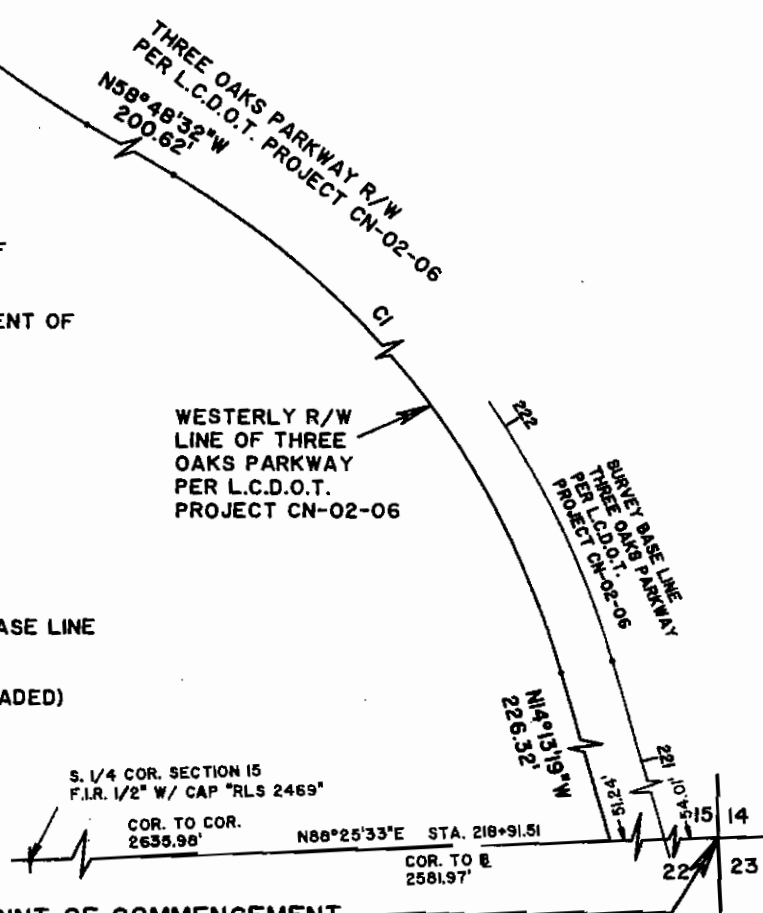 THREE OAKS PARKWAY R/W
PER L.C.D.O.T. PROJECT CN-02-06
N58°48'32"W
200.62'
F
ENT OF
C1
WESTERLY R/W
LINE OF THREE
OAKS PARKWAY
PER L.C.D.O.T.
PROJECT CN-02-06
222
SURVEY BASE LINE
THREE OAKS PARKWAY
PER L.C.D.O.T.
PROJECT CN-02-06
ASE LINE
ADED)
N14°13'19"W
226.32'
221
51.24'
54.01'
S. 1/4 COR. SECTION 15
F.I.R. 1/2" W/ CAP "RLS 2469"
COR. TO COR.
2635.98'
N88°25'33"E STA. 218+91.51
COR. TO
2581.97'
15 14
22 23
INT OF COMMENCEMENT